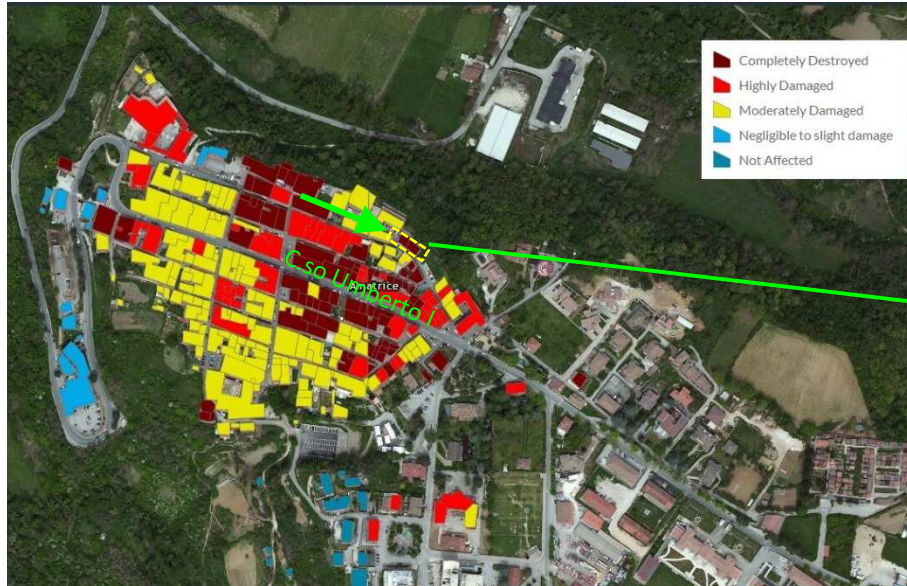 Completely Destroyed
Highly Damaged
Moderately Damaged
Negligible to slight damage
Not Affected
C.so Umberto I
Amatrice